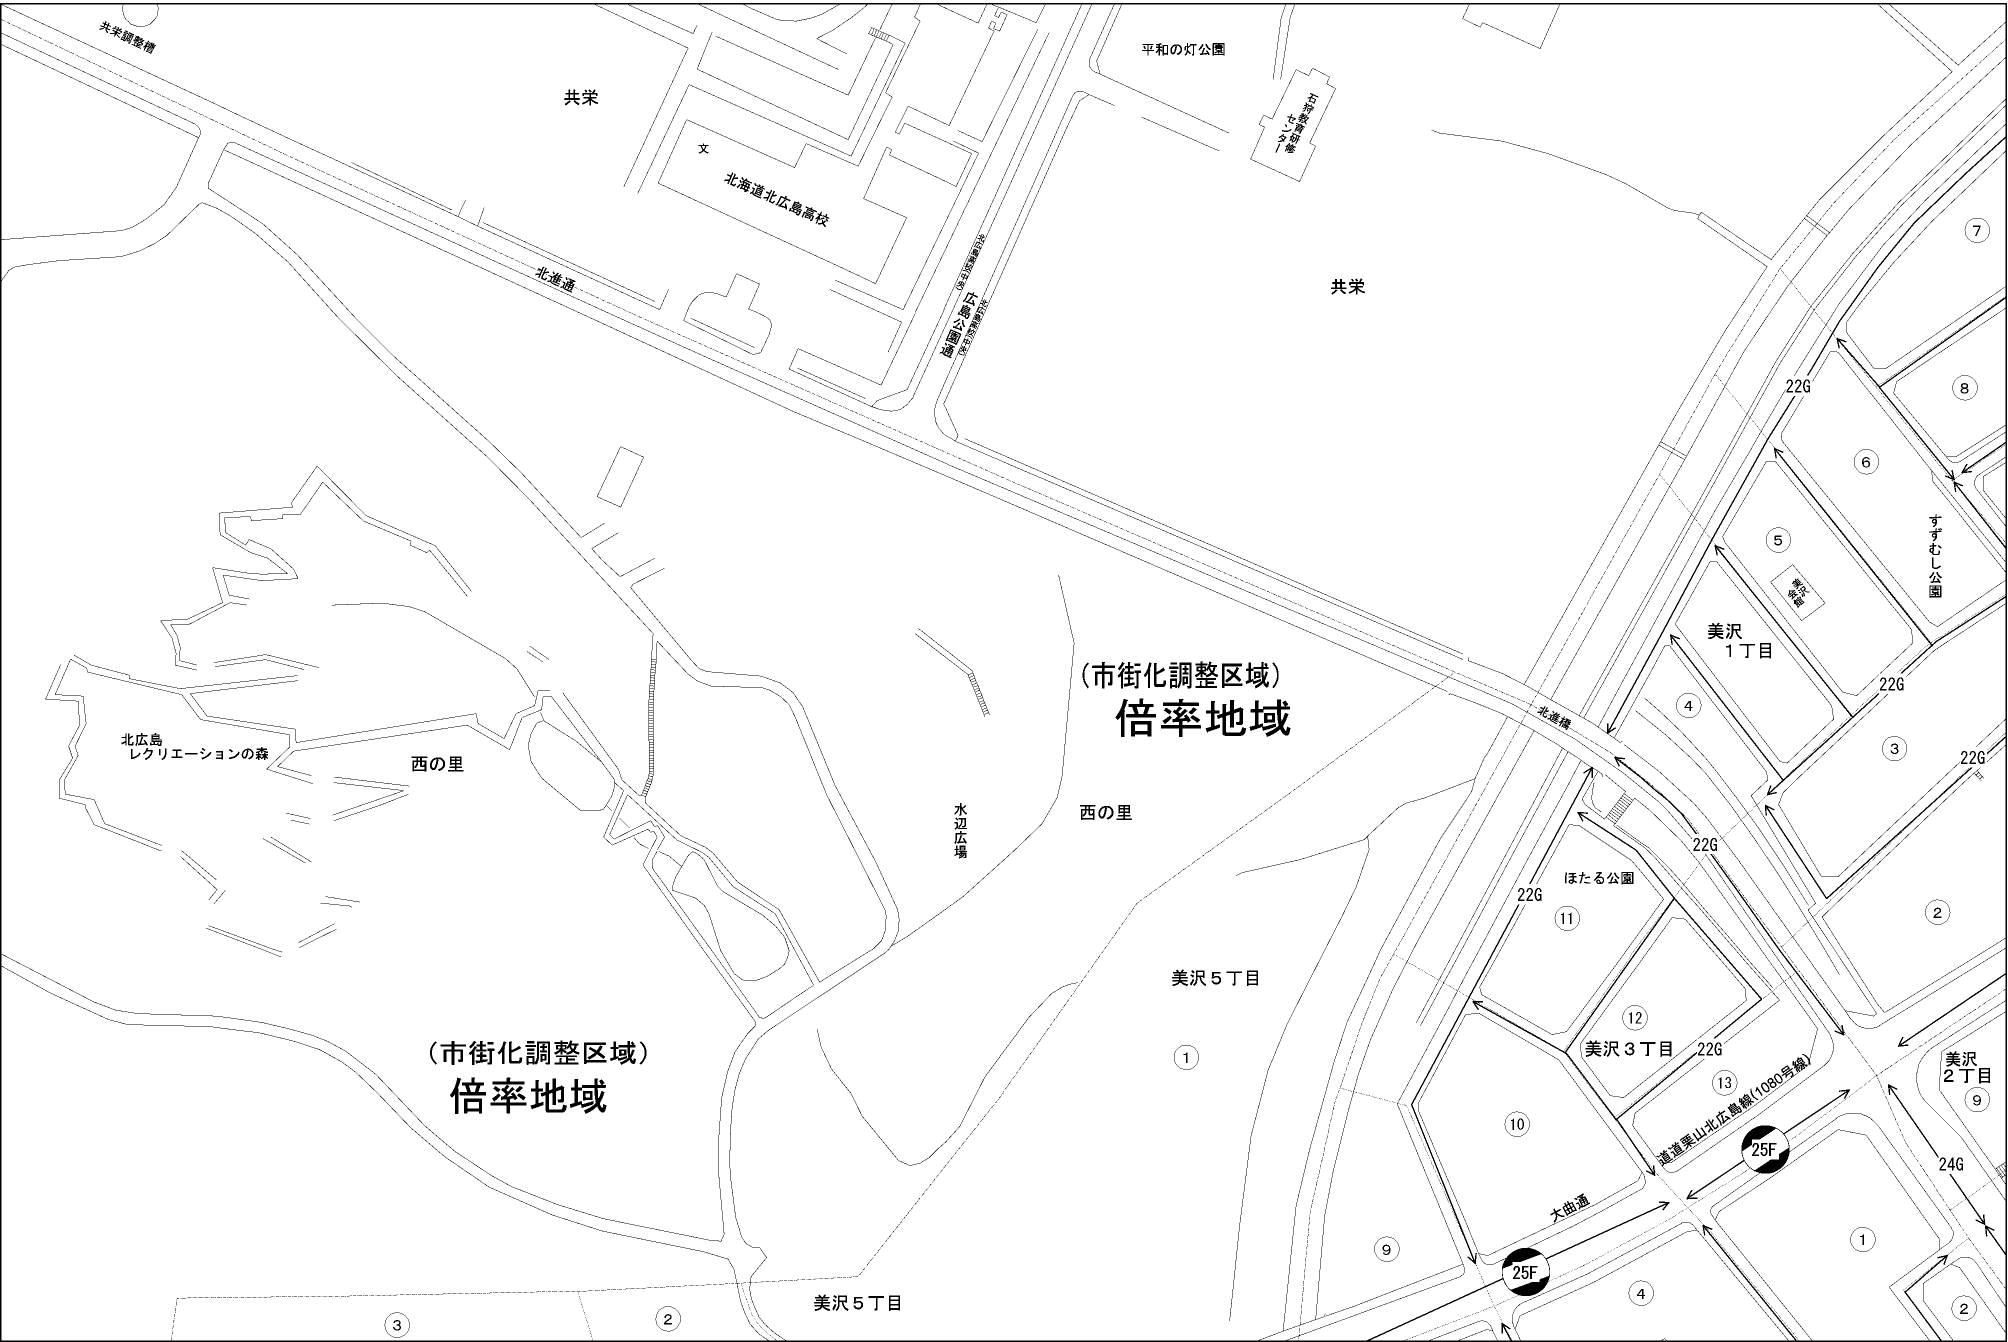 共栄調整槽
共栄
平和の灯公園
石狩教育研修
センター
文
北海道北広島高校
⑦
北進通
広島公園通
共栄
22G
⑧
⑥
すずむし公園
⑤
美沢
会館
美沢
1丁目
22G
④
③
22G
(市街化調整区域)
倍率地域
北進橋
北広島
レクリエーションの森
西の里
水辺広場
西の里
22G
22G
ほたる公園
⑪
②
美沢5丁目
⑫
美沢3丁目
22G
(市街化調整区域)
倍率地域
①
⑬
美沢
2丁目
⑨
道道栗山北広島線(1080号線)
⑩
25F
24G
大曲通
⑨
25F
①
④
②
美沢5丁目
③
②